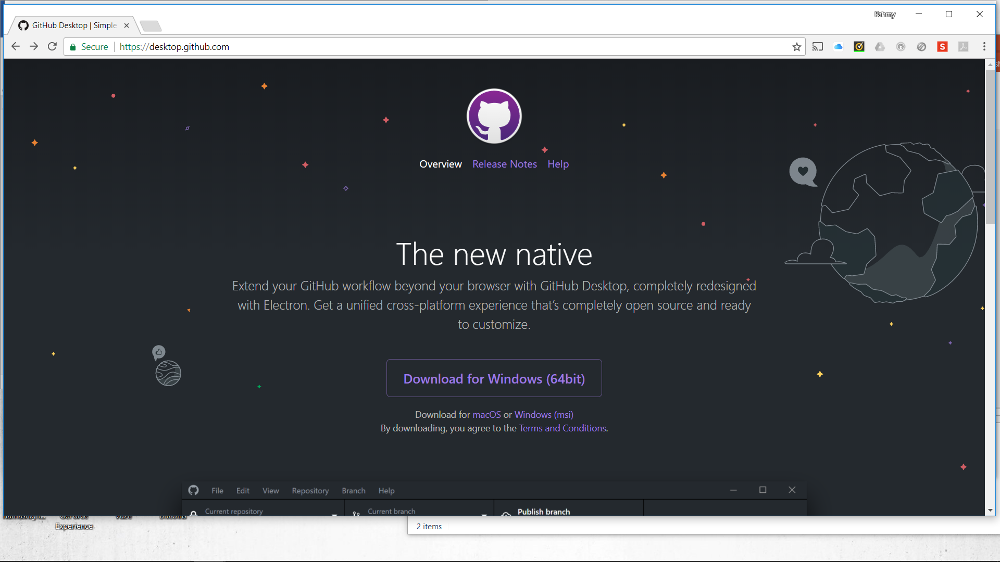 Fahmy
GitHub Desktop | Simple
Secure
https://desktop.github.com
Overview Release Notes Help
The new native
Extend your GitHub workflow beyond your browser with GitHub Desktop, completely redesigned
with Electron. Get a unified cross-platform experience that's completely open source and ready
to customize.
Download for Windows (64bit)
Download for macOS or Windows (msi)
By downloading, you agree to the Terms and Conditions.
File Edit View Repository Branch Help
Current repository Current branch Publish branch
Experience
2 items